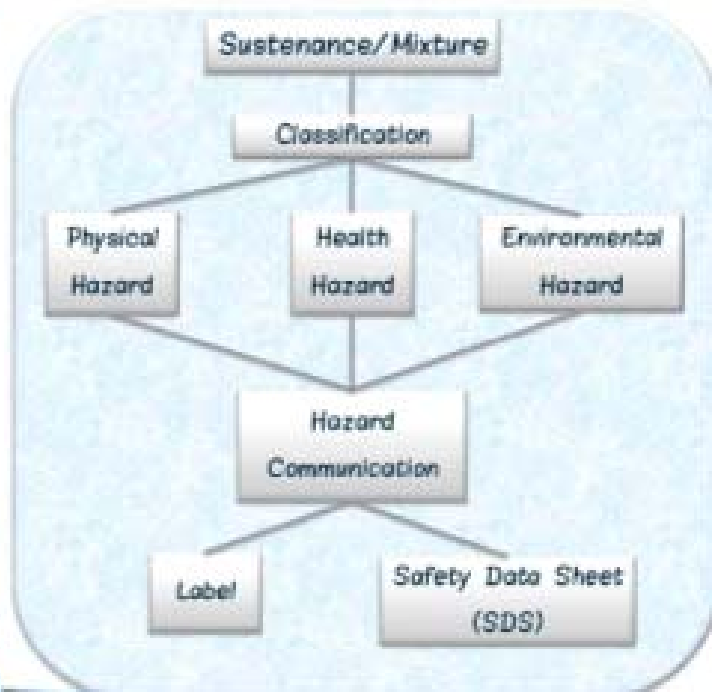 Sustenance/Mixture
Classification
Physical
Hazard
Health
Hazard
Environmental
Hazard
Hazard
Communication
Label
Safety Data Sheet
(SDS)